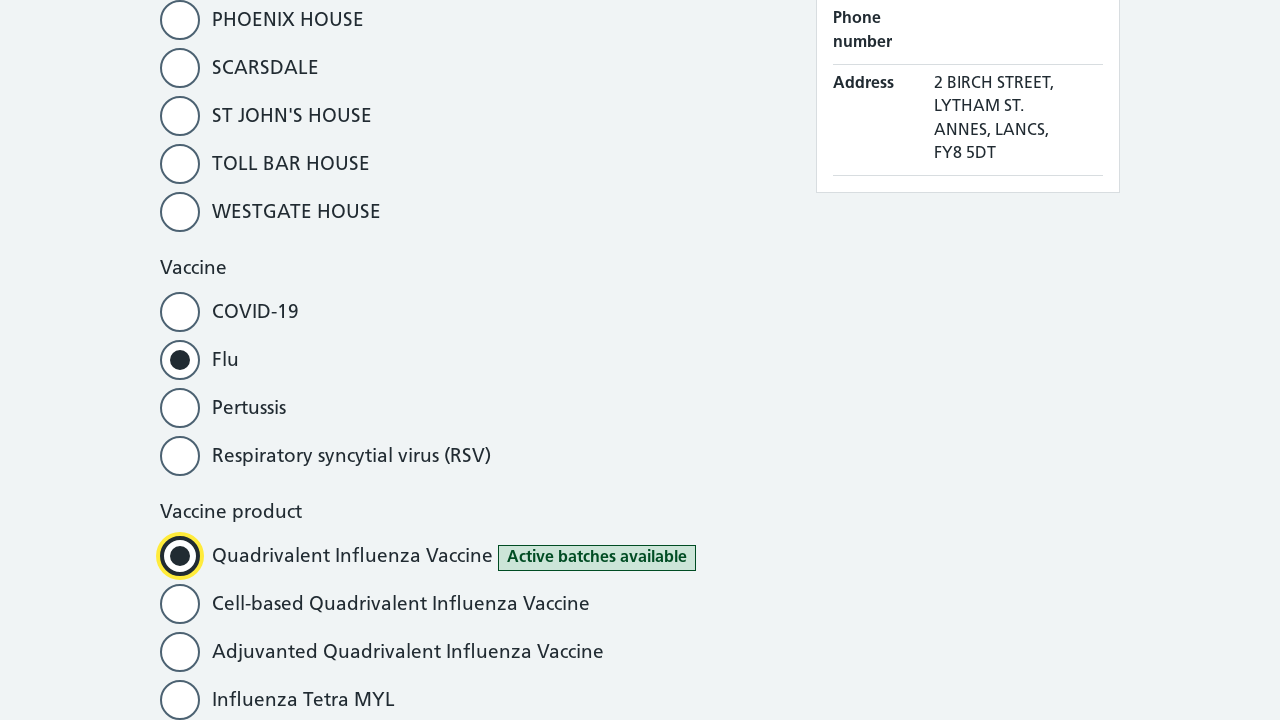 PHOENIX HOUSE
SCARSDALE
ST JOHN'S HOUSE
TOLL BAR HOUSE
WESTGATE HOUSE
Vaccine
COVID-19
Flu
Pertussis
Respiratory syncytial virus (RSV)
Vaccine product
Quadrivalent Influenza Vaccine Active batches available
Cell-based Quadrivalent Influenza Vaccine
Adjuvanted Quadrivalent Influenza Vaccine
Influenza Tetra MYL
Phone
number
Address 2 BIRCH STREET,
LYTHAM ST.
ANNES, LANCS,
FY8 5DT